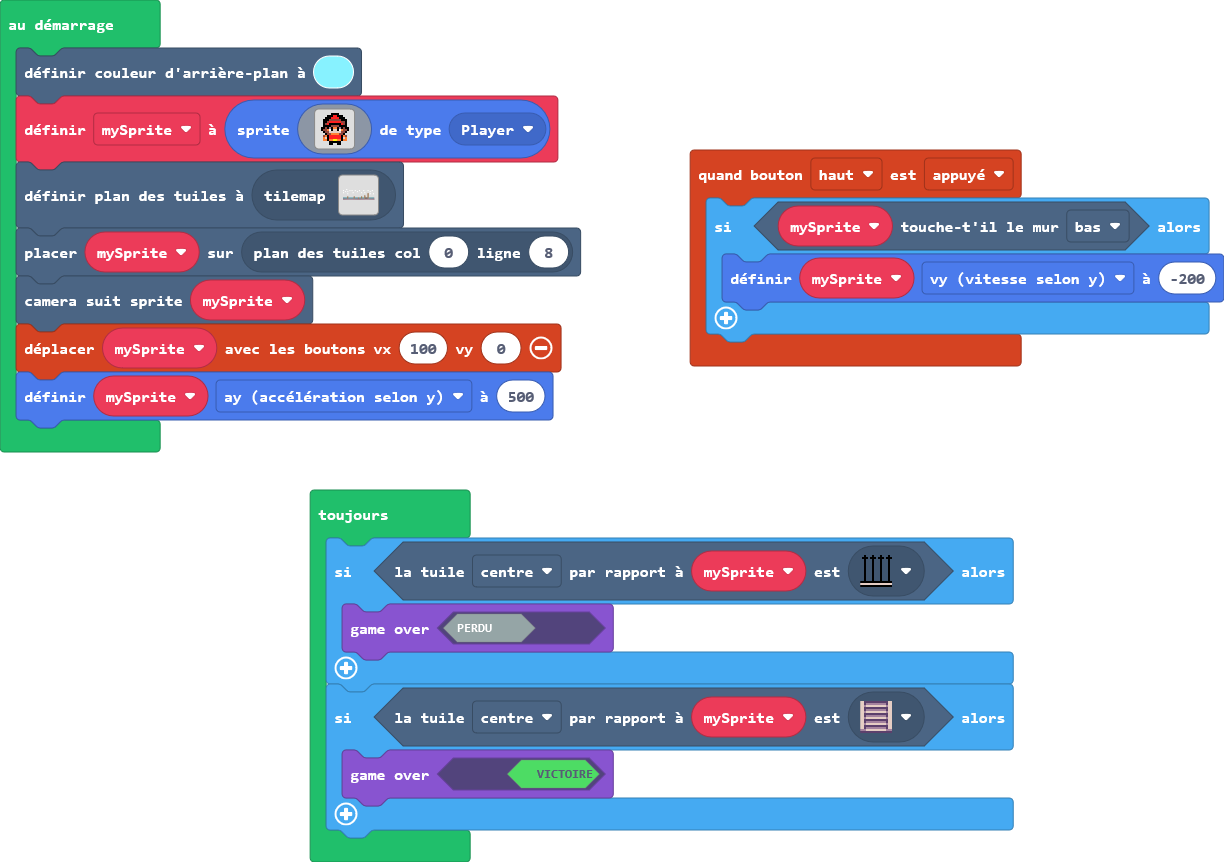 au démarrage
définir couleur d'arrière-plan à
définir mySprite à sprite de type Player
définir plan des tuiles à tilemap
placer mySprite sur plan des tuiles col 0 ligne 8
camera suit sprite mySprite
déplacer mySprite avec les boutons vx 100 vy 0
définir mySprite ay (accélération selon y) à 500
quand bouton haut est appuyé
si mySprite touche-t'il le mur bas alors
définir mySprite vy (vitesse selon y) à -200
toujours
si la tuile centre par rapport à mySprite est alors
game over PERDU
si la tuile centre par rapport à mySprite est alors
game over VICTOIRE